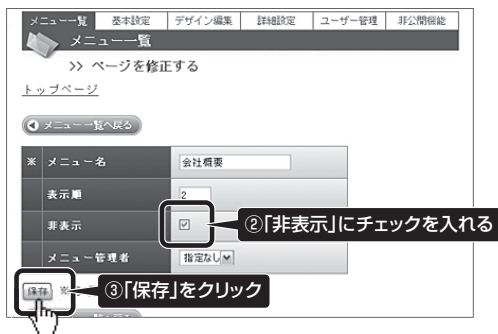 メニュー一覧 基本設定 デザイン編集 詳細設定 ユーザー管理 非公開機能
メニュー一覧
>> ページを修正する
トップページ
メニュー一覧へ戻る
※ メニュー名 会社概要
表示順 2
非表示
②「非表示」にチェックを入れる
メニュー管理者 指定なし
保存 ※
③「保存」をクリック